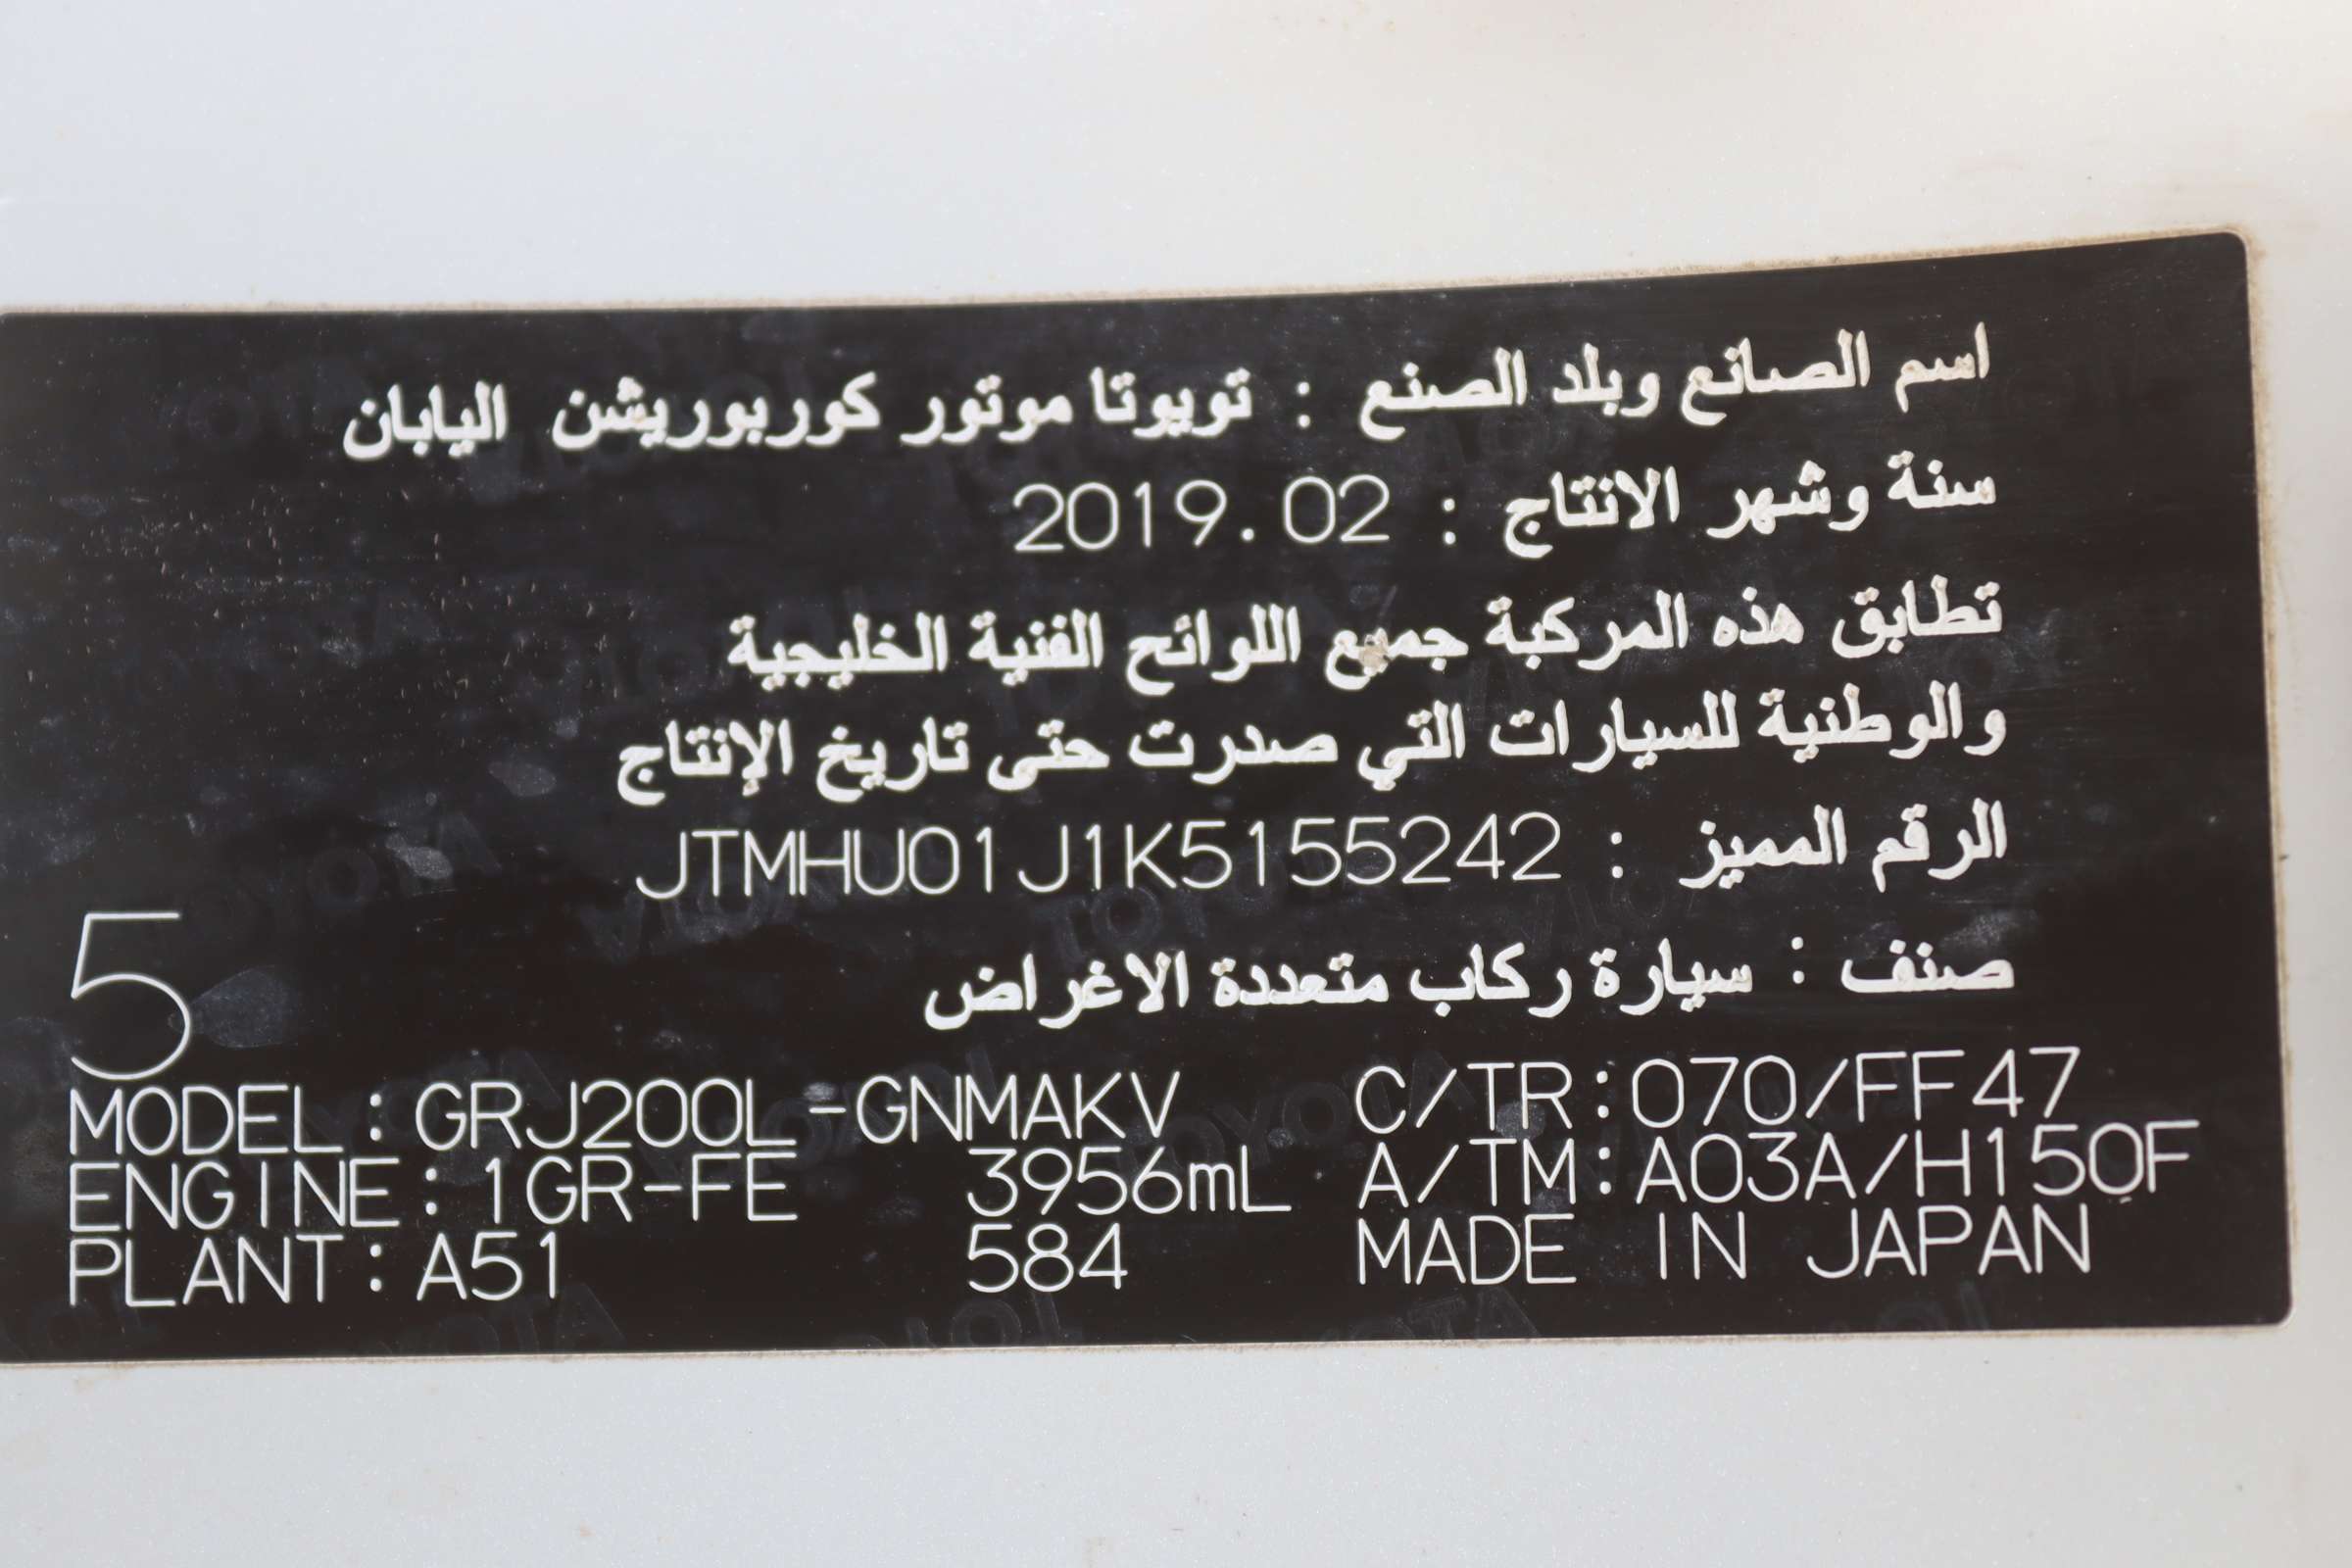 اسم الصانع وبلد الصنع : تويوتا موتور كوربوريشن اليابان
سنة وشهر الانتاج : 2019.02
تطابق هذه المركبة جميع اللوائح الفنية الخليجية
والوطنية للسيارات التي صدرت حتى تاريخ الإنتاج
الرقم المميز : JTMHU01J1K5155242
صنف : سيارة ركاب متعددة الاغراض
5
MODEL:GRJ200L-GNMAKV C/TR:070/FF47
ENGINE:1GR-FE 3956mL A/TM:A03A/H150F
PLANT:A51 584 MADE IN JAPAN